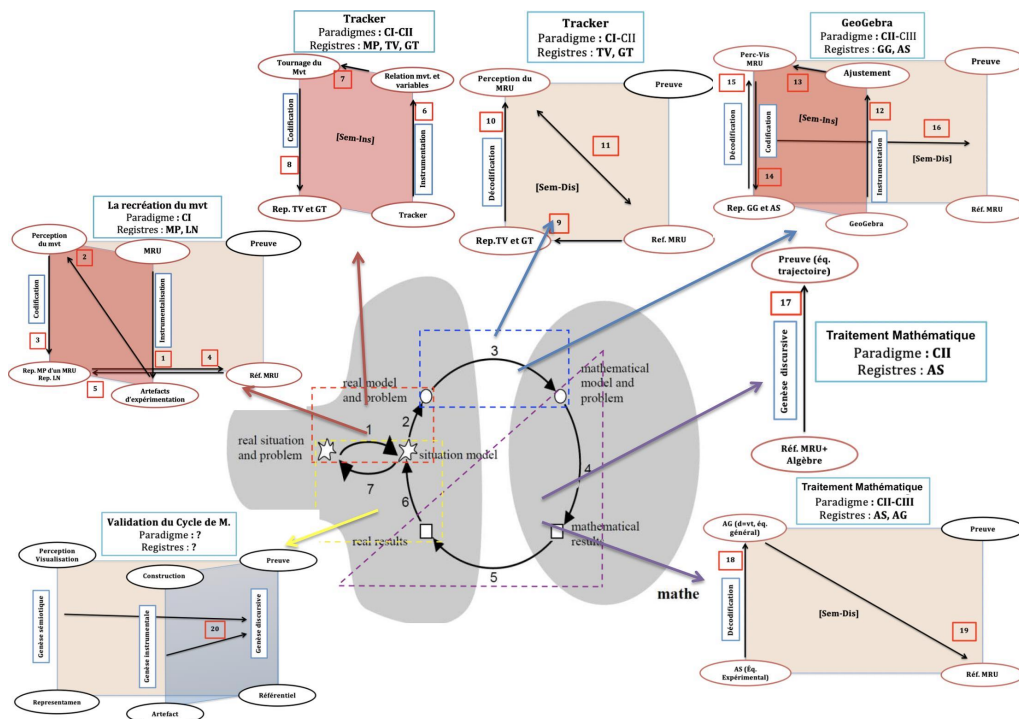 Tracker
Paradigmes : CI-CII
Registres : MP, TV, GT
Tournage du
Mvt
7
Relation mvt. et
variables
6
[Sem-Ins]
Codification
Instrumentation
8
Rep. TV et GT
Tracker
Tracker
Paradigme : CI-CII
Registres : TV, GT
Perception du
MRU
Preuve
10
11
Décodification
[Sem-Dis]
9
Rep.TV et GT
Ref. MRU
GeoGebra
Paradigme : CII-CIII
Registres : GG, AS
Perc-Vis
MRU
Preuve
15
13
Ajustement
12
[Sem-Ins]
Décodification
Codification
16
Instrumentation
[Sem-Dis]
14
Rep. GG et AS
GeoGebra
Réf. MRU
La recréation du mvt
Paradigme : CI
Registres : MP, LN
Perception
du mvt
2
MRU
Preuve
Codification
Instrumentalisation
3
1
4
Rep. MP d'un MRU
Rep. LN
5
Artefacts
d'expérimentation
Réf. MRU
Preuve (éq.
trajectoire)
17
Genèse discursive
Traitement Mathématique
Paradigme : CII
Registres : AS
Réf. MRU+
Algèbre
3
real model
and problem
mathematical
model and
problem
1
2
real situation
and problem
situation model
7
4
6
real results
mathematical
result
5
mathe
Validation du Cycle de M.
Paradigme : ?
Registres : ?
Perception
Visualisation
Construction
Preuve
Genèse sémiotique
Genèse instrumentale
20
Genèse discursive
Representamen
Artefact
Référentiel
Traitement Mathématique
Paradigme : CII-CIII
Registres : AS, AG
AG (d=vt, éq.
général)
Preuve
18
Décodification
[Sem-Dis]
19
AS (Éq.
Expérimental)
Réf. MRU